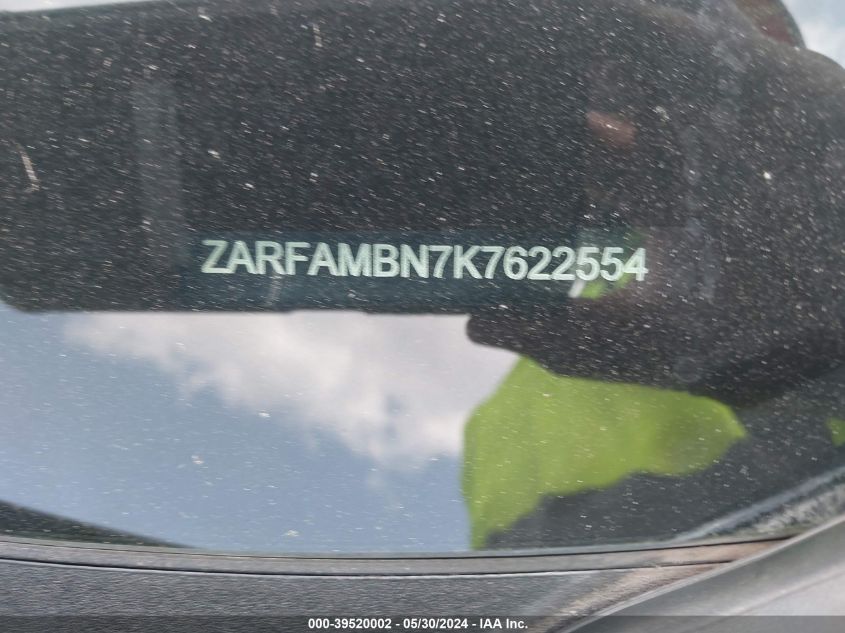 ZARFAMBN7K7622554
000-39520002 - 05/30/2024 - IAA Inc.